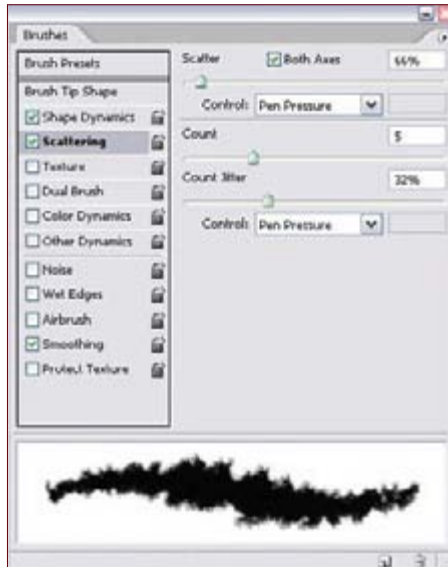 Brushes
Brush Presets
Brush Tip Shape
Shape Dynamics
Scattering
Texture
Dual Brush
Color Dynamics
Other Dynamics
Noise
Wet Edges
Airbrush
Smoothing
Protect Texture
Scatter Both Axes 66%
Control: Pen Pressure
Count 5
Count Jitter 32%
Control: Pen Pressure